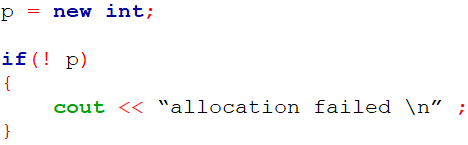 p = new int;
if(! p)
{
cout << “allocation failed \n” ;
}